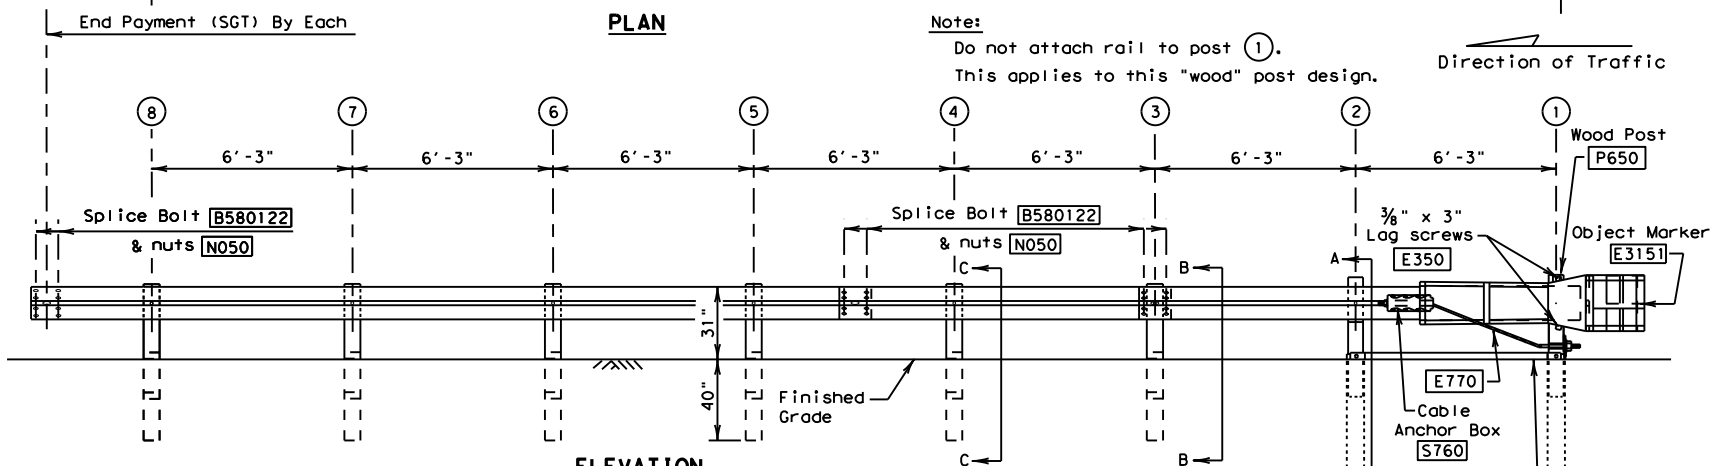 End Payment (SGT) By Each
PLAN
Note:
Do not attach rail to post 1.
This applies to this "wood" post design.
Direction of Traffic
8
7
6
5
4
3
2
1
6'-3"
6'-3"
6'-3"
6'-3"
6'-3"
6'-3"
6'-3"
Wood Post
P650
Splice Bolt B580122
& nuts N050
Splice Bolt B580122
& nuts N050
3/8" x 3"
Lag screws
E350
Object Marker
E3151
A
C
B
31"
40"
Finished
Grade
E770
Cable
Anchor Box
S760
C
B
ELEVATION